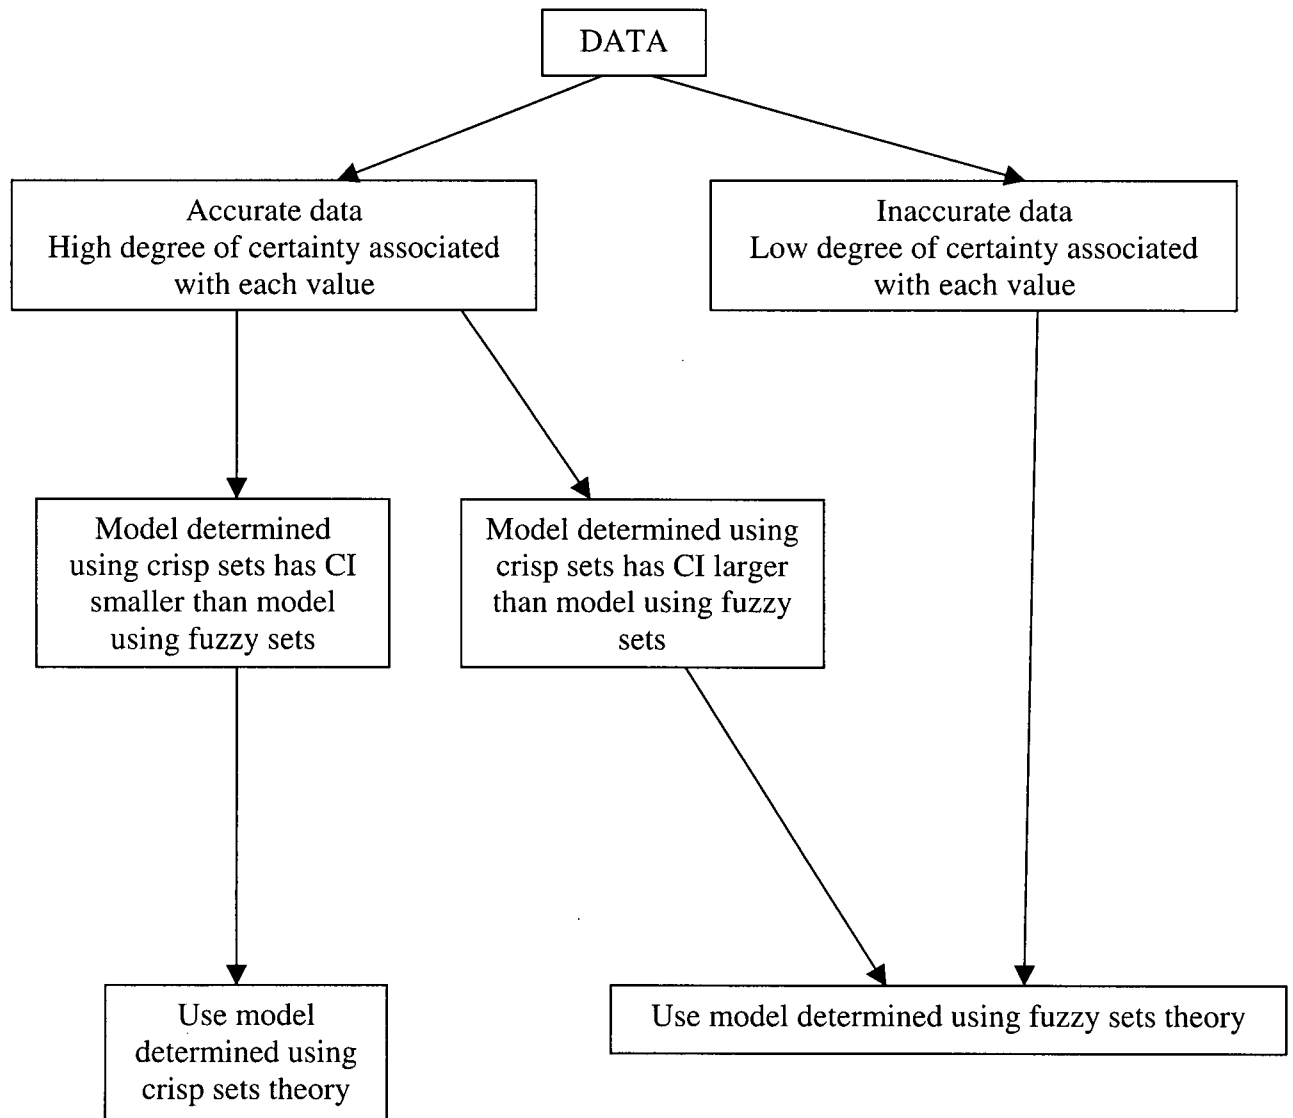 DATA
Accurate data
High degree of certainty associated
with each value
Inaccurate data
Low degree of certainty associated
with each value
Model determined
using crisp sets has CI
smaller than model
using fuzzy sets
Model determined using
crisp sets has CI larger
than model using fuzzy
sets
Use model
determined using
crisp sets theory
Use model determined using fuzzy sets theory